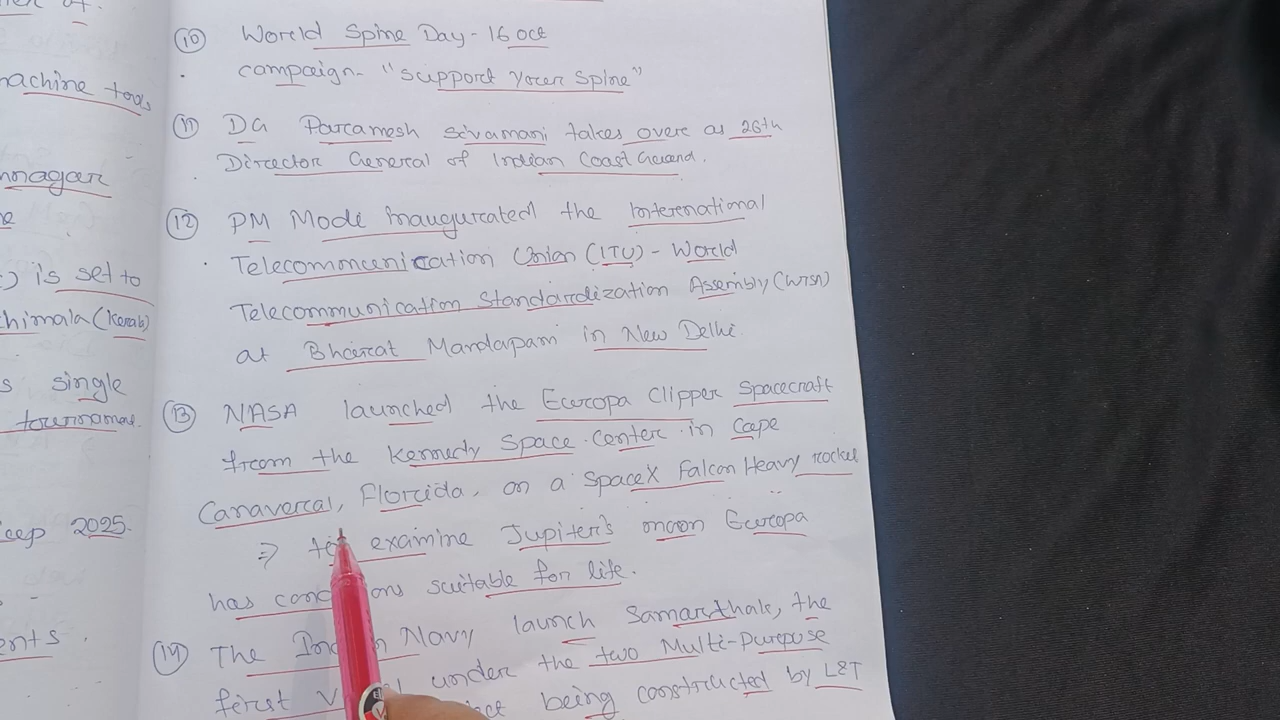 machine tools
nnagar
) is set to
himala (Kerala)
s single
tournament.
2025.
ents.
⑩ World Spine Day - 16 oct
campaign - "Support Your Spine"
⑪ DG Paramesh Sivamani takes over as 26th
Director General of Indian Coast Guard.
⑫ PM Modi inaugurated the International
Telecommunication Union (ITU) - World
Telecommunication Standardization Assembly (WTSA)
at Bharat Mandapam in New Delhi.
⑬ NASA launched the Europa Clipper Spacecraft
from the Kennedy Space Center in Cape
Canaveral, Florida, on a SpaceX Falcon Heavy rocket
⇒ to examine Jupiter's moon Europa
has suitable for life.
⑭ The Navy launch Samarthak, the
first under the two Multi-Purpose
being constructed by L&T